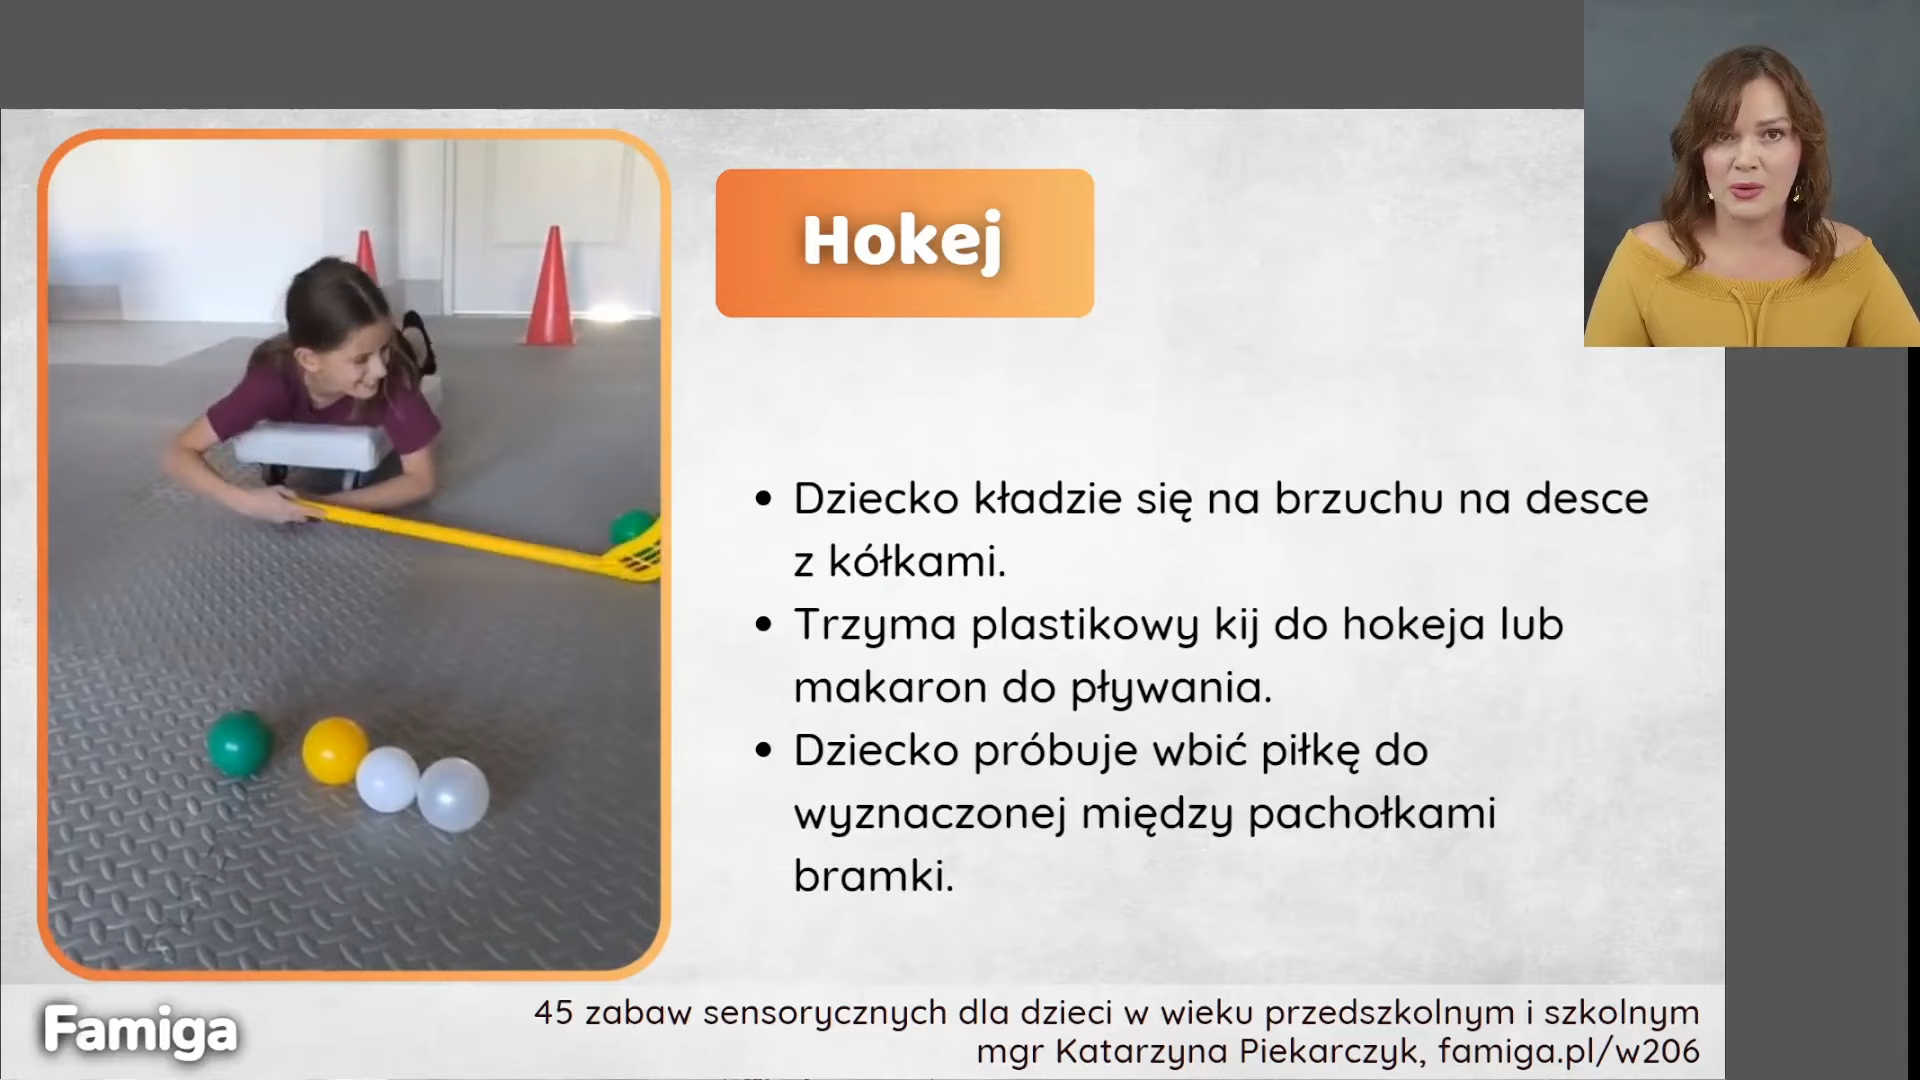 Hokej
• Dziecko kładzie się na brzuchu na desce
z kółkami.
• Trzyma plastikowy kij do hokeja lub
makaron do pływania.
• Dziecko próbuje wbić piłkę do
wyznaczonej między pachołkami
bramki.
Famiga
45 zabaw sensorycznych dla dzieci w wieku przedszkolnym i szkolnym
mgr Katarzyna Piekarczyk, famiga.pl/w206